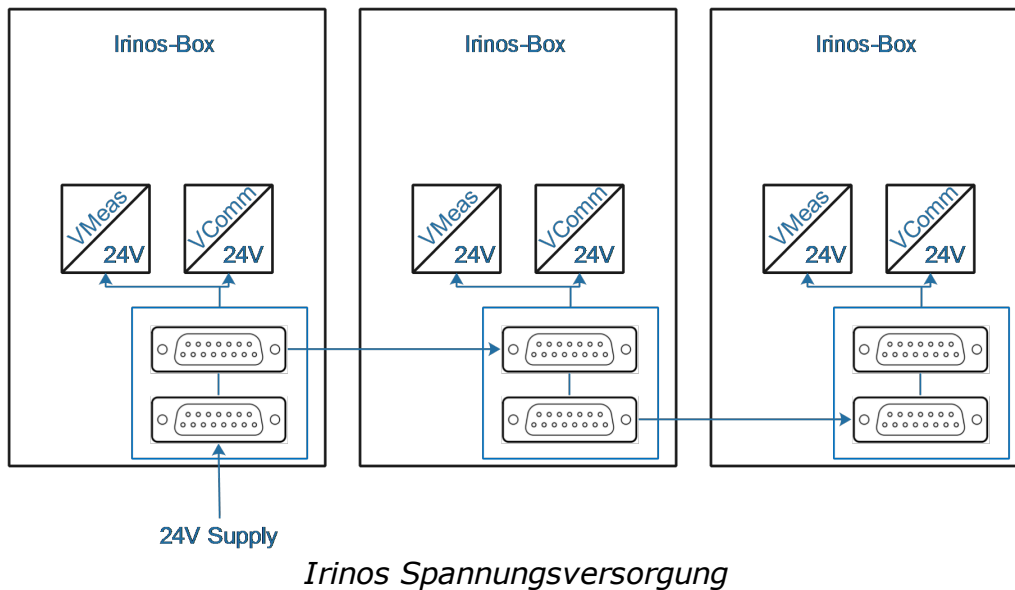 Irinos-Box
Irinos-Box
Irinos-Box
VMeas
24V
VComm
24V
VMeas
24V
VComm
24V
VMeas
24V
VComm
24V
24V Supply
Irinos Spannungsversorgung